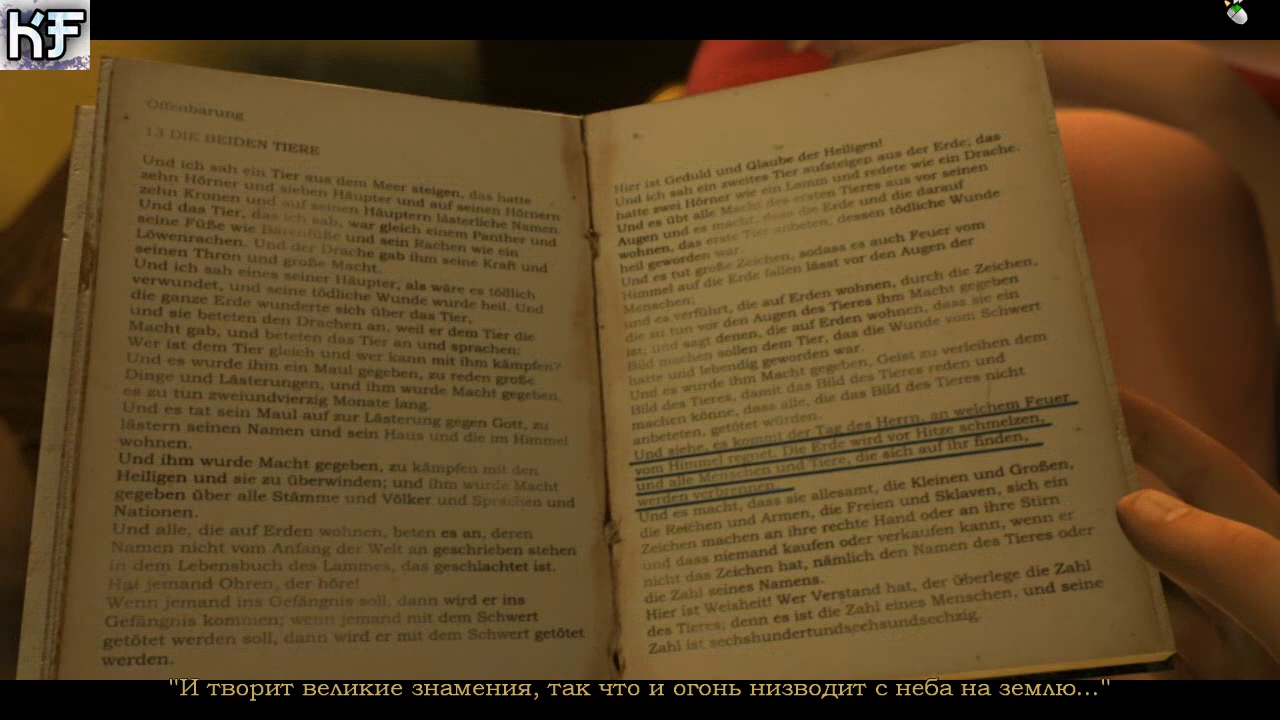 KF
Offenbarung
13 DIE BEIDEN TIERE
Und ich sah ein Tier aus dem Meer steigen, das hatte
zehn Hörner und sieben Häupter und auf seinen Hörnern
zehn Kronen und auf seinen Häuptern lästerliche Namen.
Und das Tier, das ich sah, war gleich einem Panther und
seine Füße wie Bärenfüße und sein Rachen wie ein
Löwenrachen. Und der Drache gab ihm seine Kraft und
seinen Thron und große Macht.
Und ich sah eines seiner Häupter, als wäre es tödlich
verwundet, und seine tödliche Wunde wurde heil. Und
die ganze Erde wunderte sich über das Tier,
und sie beteten den Drachen an, weil er dem Tier die
Macht gab, und beteten das Tier an und sprachen:
Wer ist dem Tier gleich und wer kann mit ihm kämpfen?
Und es wurde ihm ein Maul gegeben, zu reden große
Dinge und Lästerungen, und ihm wurde Macht gegeben,
es zu tun zweiundvierzig Monate lang.
Und es tat sein Maul auf zur Lästerung gegen Gott, zu
lästern seinen Namen und sein Haus und die im Himmel
wohnen.
Und ihm wurde Macht gegeben, zu kämpfen mit den
Heiligen und sie zu überwinden; und ihm wurde Macht
gegeben über alle Stämme und Völker und Sprachen und
Nationen.
Und alle, die auf Erden wohnen, beten es an, deren
Namen nicht vom Anfang der Welt an geschrieben stehen
in dem Lebensbuch des Lammes, das geschlachtet ist.
Hat jemand Ohren, der höre!
Wenn jemand ins Gefängnis soll, dann wird er ins
Gefängnis kommen; wenn jemand mit dem Schwert
getötet werden soll, dann wird er mit dem Schwert getötet
werden.
Hier ist Geduld und Glaube der Heiligen!
Und ich sah ein zweites Tier aufsteigen aus der Erde; das
hatte zwei Hörner wie ein Lamm und redete wie ein Drache.
Und es übt alle Macht des ersten Tieres aus vor seinen
Augen und es macht, dass die Erde und die darauf
wohnen, das erste Tier anbeten, dessen tödliche Wunde
heil geworden war.
Und es tut große Zeichen, sodass es auch Feuer vom
Himmel auf die Erde fallen lässt vor den Augen der
Menschen;
und es verführt, die auf Erden wohnen, durch die Zeichen,
die zu tun vor den Augen des Tieres ihm Macht gegeben
ist; und sagt denen, die auf Erden wohnen, dass sie ein
Bild machen sollen dem Tier, das die Wunde vom Schwert
hatte und lebendig geworden war.
Und es wurde ihm Macht gegeben, Geist zu verleihen dem
Bild des Tieres, damit das Bild des Tieres reden und
machen könne, dass alle, die das Bild des Tieres nicht
anbeteten, getötet würden.
Und siehe, es kommt der Tag des Herrn, an welchem Feuer
vom Himmel regnet. Die Erde wird vor Hitze schmelzen,
und alle Menschen und Tiere, die sich auf ihr finden,
werden verbrennen.
Und es macht, dass sie allesamt, die Kleinen und Großen,
die Reichen und Armen, die Freien und Sklaven, sich ein
Zeichen machen an ihre rechte Hand oder an ihre Stirn
und dass niemand kaufen oder verkaufen kann, wenn er
nicht das Zeichen hat, nämlich den Namen des Tieres oder
die Zahl seines Namens.
Hier ist Weisheit! Wer Verstand hat, der überlege die Zahl
des Tieres; denn es ist die Zahl eines Menschen, und seine
Zahl ist sechshundertundsechsundsechzig.
"И творит великие знамения, так что и огонь низводит с неба на землю..."